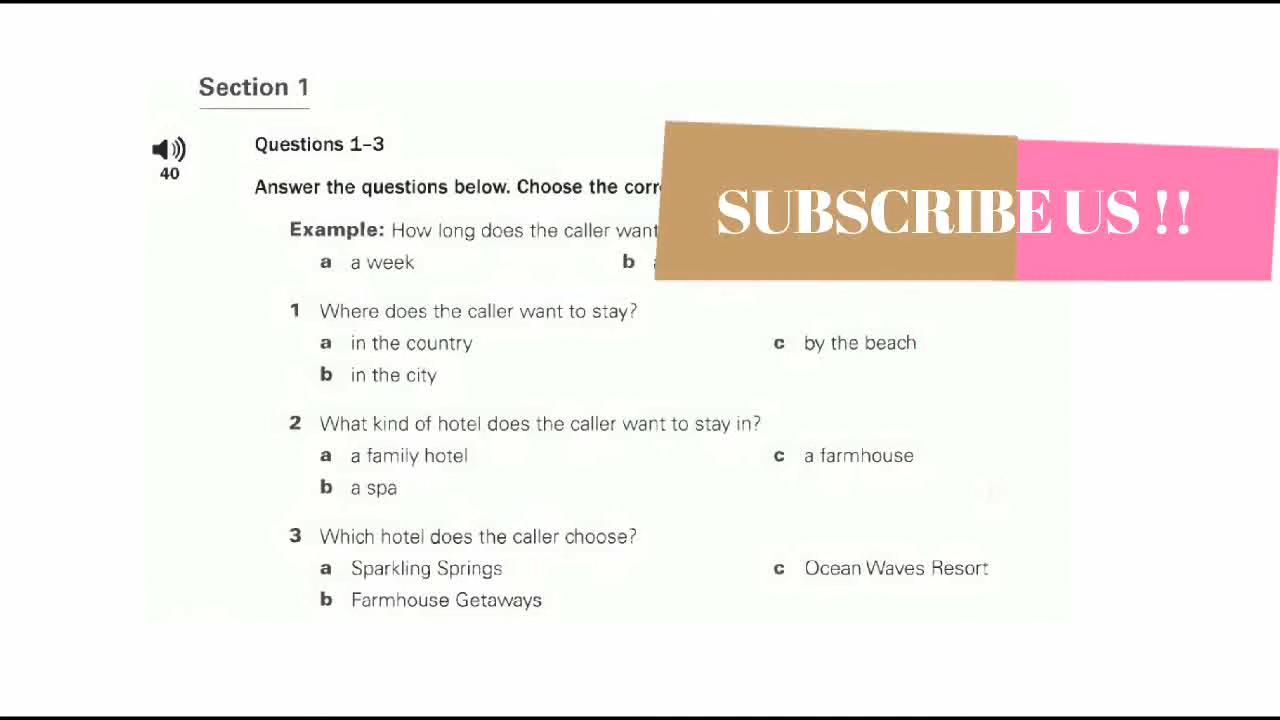 Section 1
40
Questions 1–3
Answer the questions below. Choose the
SUBSCRIBE US !!
Example: How long does the caller want
a a week b
1 Where does the caller want to stay?
a in the country c by the beach
b in the city
2 What kind of hotel does the caller want to stay in?
a a family hotel c a farmhouse
b a spa
3 Which hotel does the caller choose?
a Sparkling Springs c Ocean Waves Resort
b Farmhouse Getaways